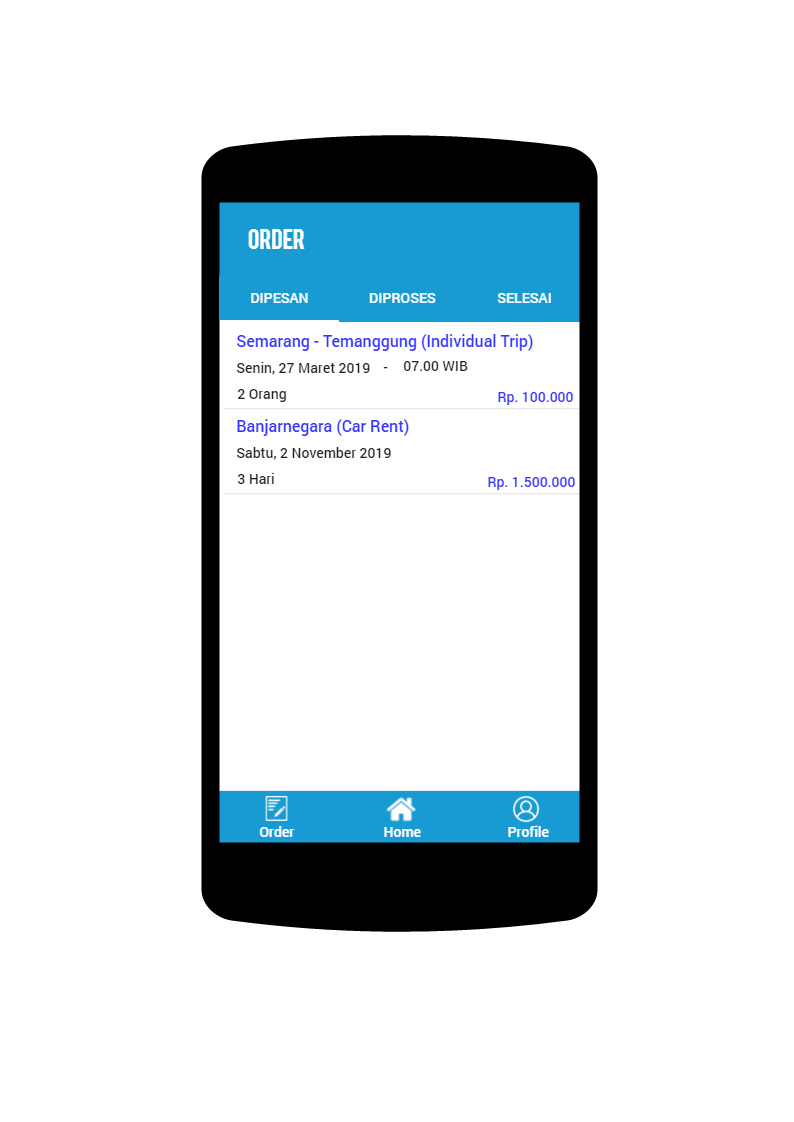 ORDER
DIPESAN DIPROSES SELESAI
Semarang - Temanggung (Individual Trip)
Senin, 27 Maret 2019 - 07.00 WIB
2 Orang Rp. 100.000
Banjarnegara (Car Rent)
Sabtu, 2 November 2019
3 Hari Rp. 1.500.000
Order Home Profile